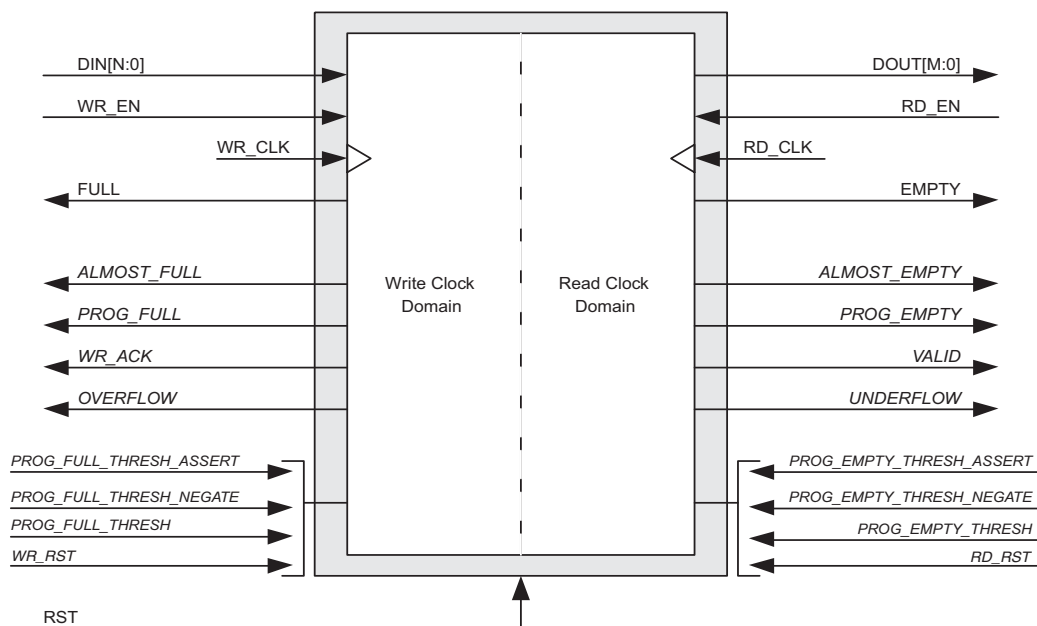 DIN[N:0]
DOUT[M:0]
WR_EN
RD_EN
WR_CLK
RD_CLK
FULL
EMPTY
ALMOST_FULL
Write Clock
Domain
Read Clock
Domain
ALMOST_EMPTY
PROG_FULL
PROG_EMPTY
WR_ACK
VALID
OVERFLOW
UNDERFLOW
PROG_FULL_THRESH_ASSERT
PROG_EMPTY_THRESH_ASSERT
PROG_FULL_THRESH_NEGATE
PROG_EMPTY_THRESH_NEGATE
PROG_FULL_THRESH
PROG_EMPTY_THRESH
WR_RST
RD_RST
RST